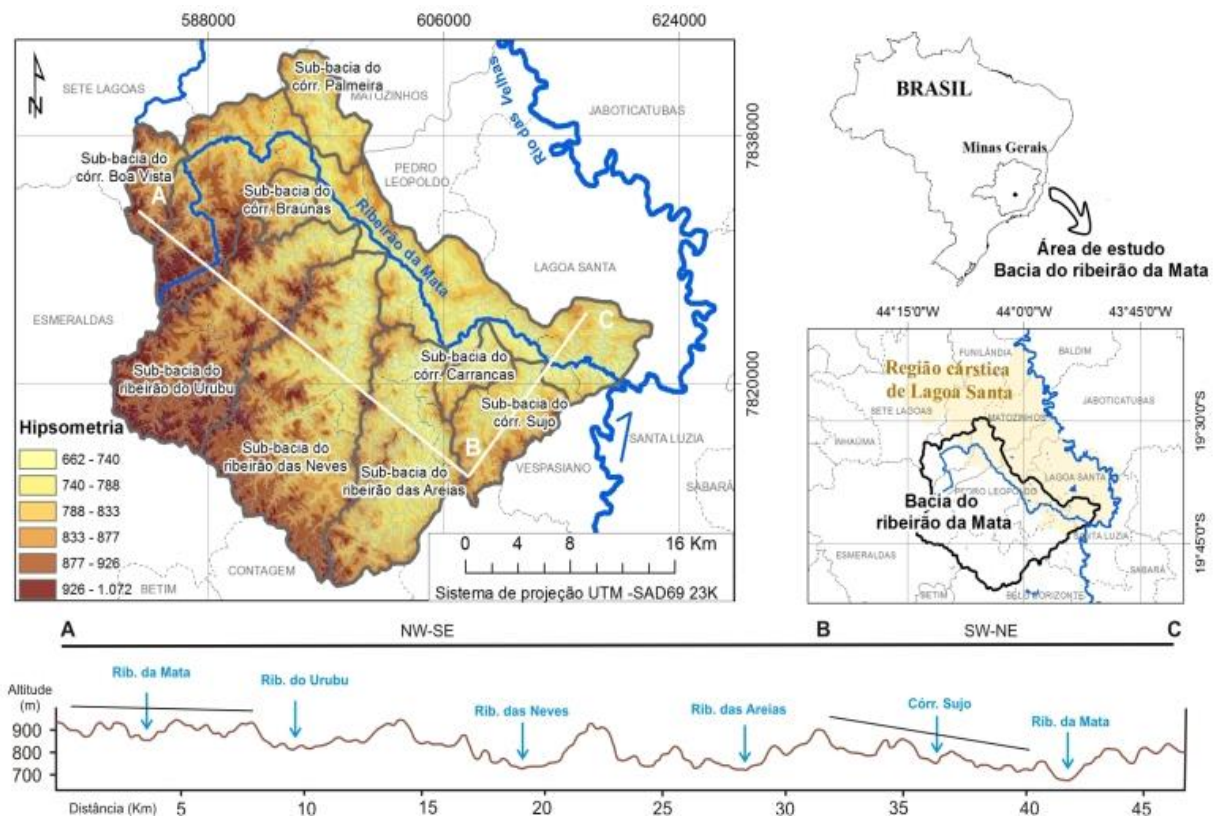 588000
606000
624000
N
Sub-bacia do
córr. Palmeira
SETE LAGOAS
MATOZINHOS
JABOTICATUBAS
Rio das Velhas
7838000
Sub-bacia do
córr. Boa Vista
A
PEDRO
LEOPOLDO
Sub-bacia do
córr. Braúnas
Ribeirão da Mata
LAGOA SANTA
ESMERALDAS
C
Sub-bacia do
córr. Carrancas
Sub-bacia do
ribeirão do Urubu
7820000
Sub-bacia do
córr. Sujo
Hipsometria
662 - 740
740 - 788
788 - 833
833 - 877
877 - 926
926 - 1.072
Sub-bacia do
ribeirão das Neves
B
Sub-bacia do
ribeirão das Areias
SANTA LUZIA
VESPASIANO
SABARÁ
CONTAGEM
BETIM
0 4 8 16 Km
Sistema de projeção UTM -SAD69 23K
BRASIL
Minas Gerais
Área de estudo
Bacia do ribeirão da Mata
44°15'0"W 44°0'0"W 43°45'0"W
FUNILÂNDIA
BALDIM
Região cárstica
de Lagoa Santa
JABOTICATUBAS
SETE LAGOAS
MATOZINHOS
19°30'0"S
INHAÚMA
LAGOA SANTA
PEDRO LEOPOLDO
Bacia do
ribeirão da Mata
SANTA LUZIA
19°45'0"S
ESMERALDAS
SABARÁ
BETIM
BELO HORIZONTE
A NW-SE B SW-NE C
Altitude
(m)
Rib. da Mata
Rib. do Urubu
Rib. das Neves
Rib. das Areias
Córr. Sujo
Rib. da Mata
900
800
700
Distância (Km) 5 10 15 20 25 30 35 40 45